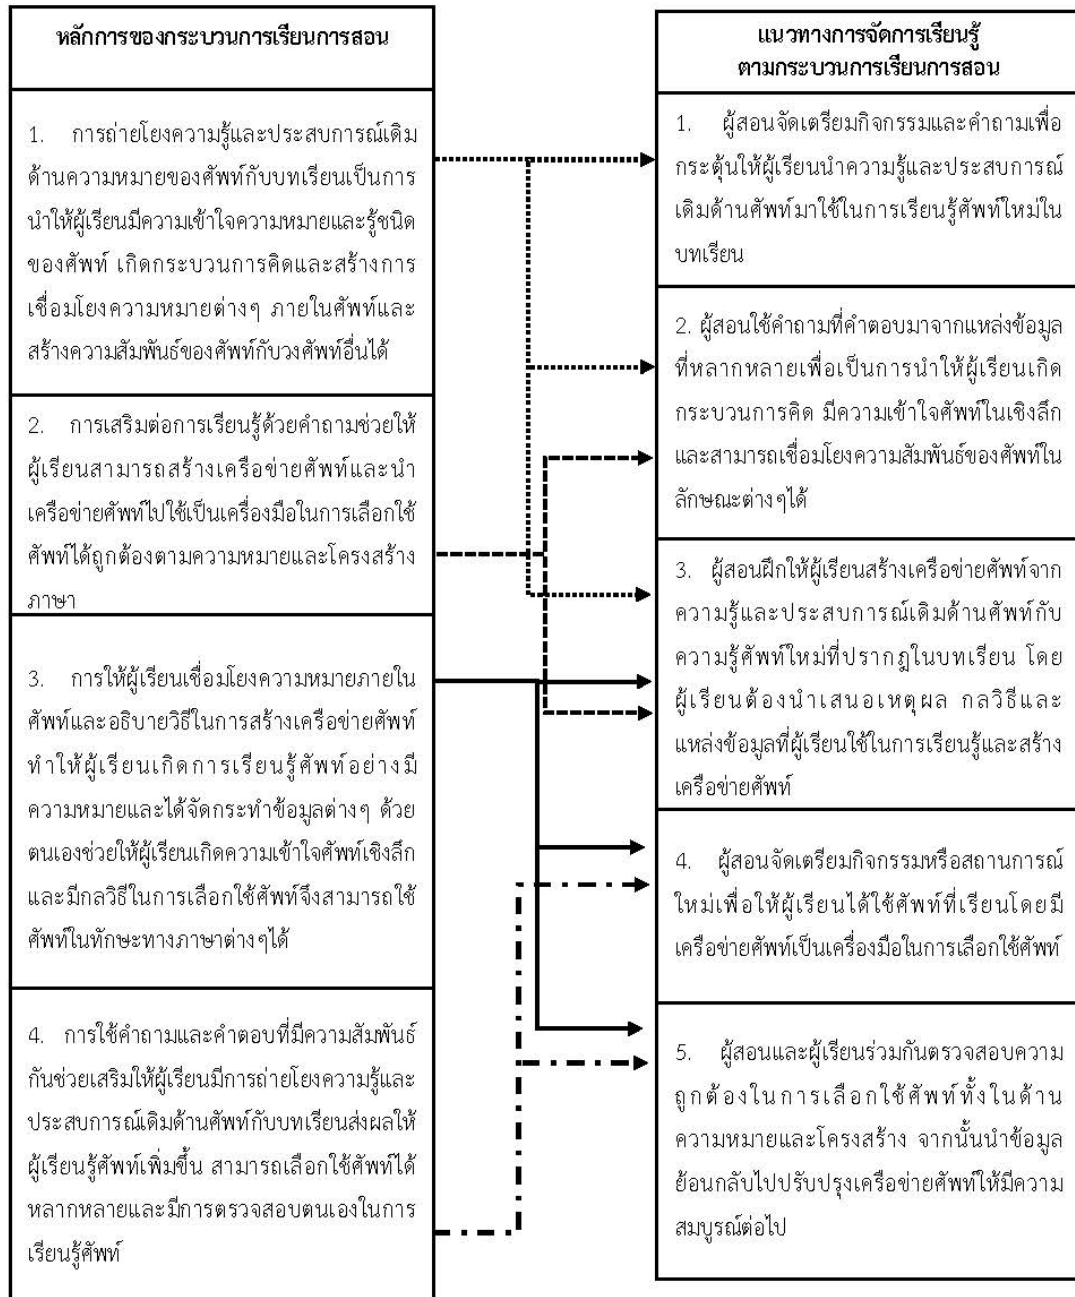 หลักการของกระบวนการเรียนการสอน
1. การถ่ายโยงความรู้และประสบการณ์เดิม
ด้านความหมายของศัพท์กับบทเรียนเป็นการ
นำให้ผู้เรียนมีความเข้าใจความหมายและรู้ชนิด
ของศัพท์ เกิดกระบวนการคิดและสร้างการ
เชื่อมโยงความหมายต่างๆ ภายในศัพท์และ
สร้างความสัมพันธ์ของศัพท์กับวงศัพท์อื่นได้
2. การเสริมต่อการเรียนรู้ด้วยคำถามช่วยให้
ผู้เรียนสามารถสร้างเครือข่ายศัพท์และนำ
เครือข่ายศัพท์ไปใช้เป็นเครื่องมือในการเลือกใช้
ศัพท์ได้ถูกต้องตามความหมายและโครงสร้าง
ภาษา
3. การให้ผู้เรียนเชื่อมโยงความหมายภายใน
ศัพท์และอธิบายวิธีในการสร้างเครือข่ายศัพท์
ทำให้ผู้เรียนเกิดการเรียนรู้ศัพท์อย่างมี
ความหมายและได้จัดกระทำข้อมูลต่างๆ ด้วย
ตนเองช่วยให้ผู้เรียนเกิดความเข้าใจศัพท์เชิงลึก
และมีกลวิธีในการเลือกใช้ศัพท์จึงสามารถใช้
ศัพท์ในทักษะทางภาษาต่างๆได้
4. การใช้คำถามและคำตอบที่มีความสัมพันธ์
กันช่วยเสริมให้ผู้เรียนมีการถ่ายโยงความรู้และ
ประสบการณ์เดิมด้านศัพท์กับบทเรียนส่งผลให้
ผู้เรียนรู้ศัพท์เพิ่มขึ้น สามารถเลือกใช้ศัพท์ได้
หลากหลายและมีการตรวจสอบตนเองในการ
เรียนรู้ศัพท์
แนวทางการจัดการเรียนรู้
ตามกระบวนการเรียนการสอน
1. ผู้สอนจัดเตรียมกิจกรรมและคำถามเพื่อ
กระตุ้นให้ผู้เรียนนำความรู้และประสบการณ์
เดิมด้านศัพท์มาใช้ในการเรียนรู้ศัพท์ใหม่ใน
บทเรียน
2. ผู้สอนใช้คำถามที่คำตอบมาจากแหล่งข้อมูล
ที่หลากหลายเพื่อเป็นการนำให้ผู้เรียนเกิด
กระบวนการคิด มีความเข้าใจศัพท์ในเชิงลึก
และสามารถเชื่อมโยงความสัมพันธ์ของศัพท์ใน
ลักษณะต่างๆได้
3. ผู้สอนฝึกให้ผู้เรียนสร้างเครือข่ายศัพท์จาก
ความรู้และประสบการณ์เดิมด้านศัพท์กับ
ความรู้ศัพท์ใหม่ที่ปรากฏในบทเรียน โดย
ผู้เรียนต้องนำเสนอเหตุผล กลวิธีและ
แหล่งข้อมูลที่ผู้เรียนใช้ในการเรียนรู้และสร้าง
เครือข่ายศัพท์
4. ผู้สอนจัดเตรียมกิจกรรมหรือสถานการณ์
ใหม่เพื่อให้ผู้เรียนได้ใช้ศัพท์ที่เรียนโดยมี
เครือข่ายศัพท์เป็นเครื่องมือในการเลือกใช้ศัพท์
5. ผู้สอนและผู้เรียนร่วมกันตรวจสอบความ
ถูกต้องในการเลือกใช้ศัพท์ทั้งในด้าน
ความหมายและโครงสร้าง จากนั้นนำข้อมูล
ย้อนกลับไปปรับปรุงเครือข่ายศัพท์ให้มีความ
สมบูรณ์ต่อไป